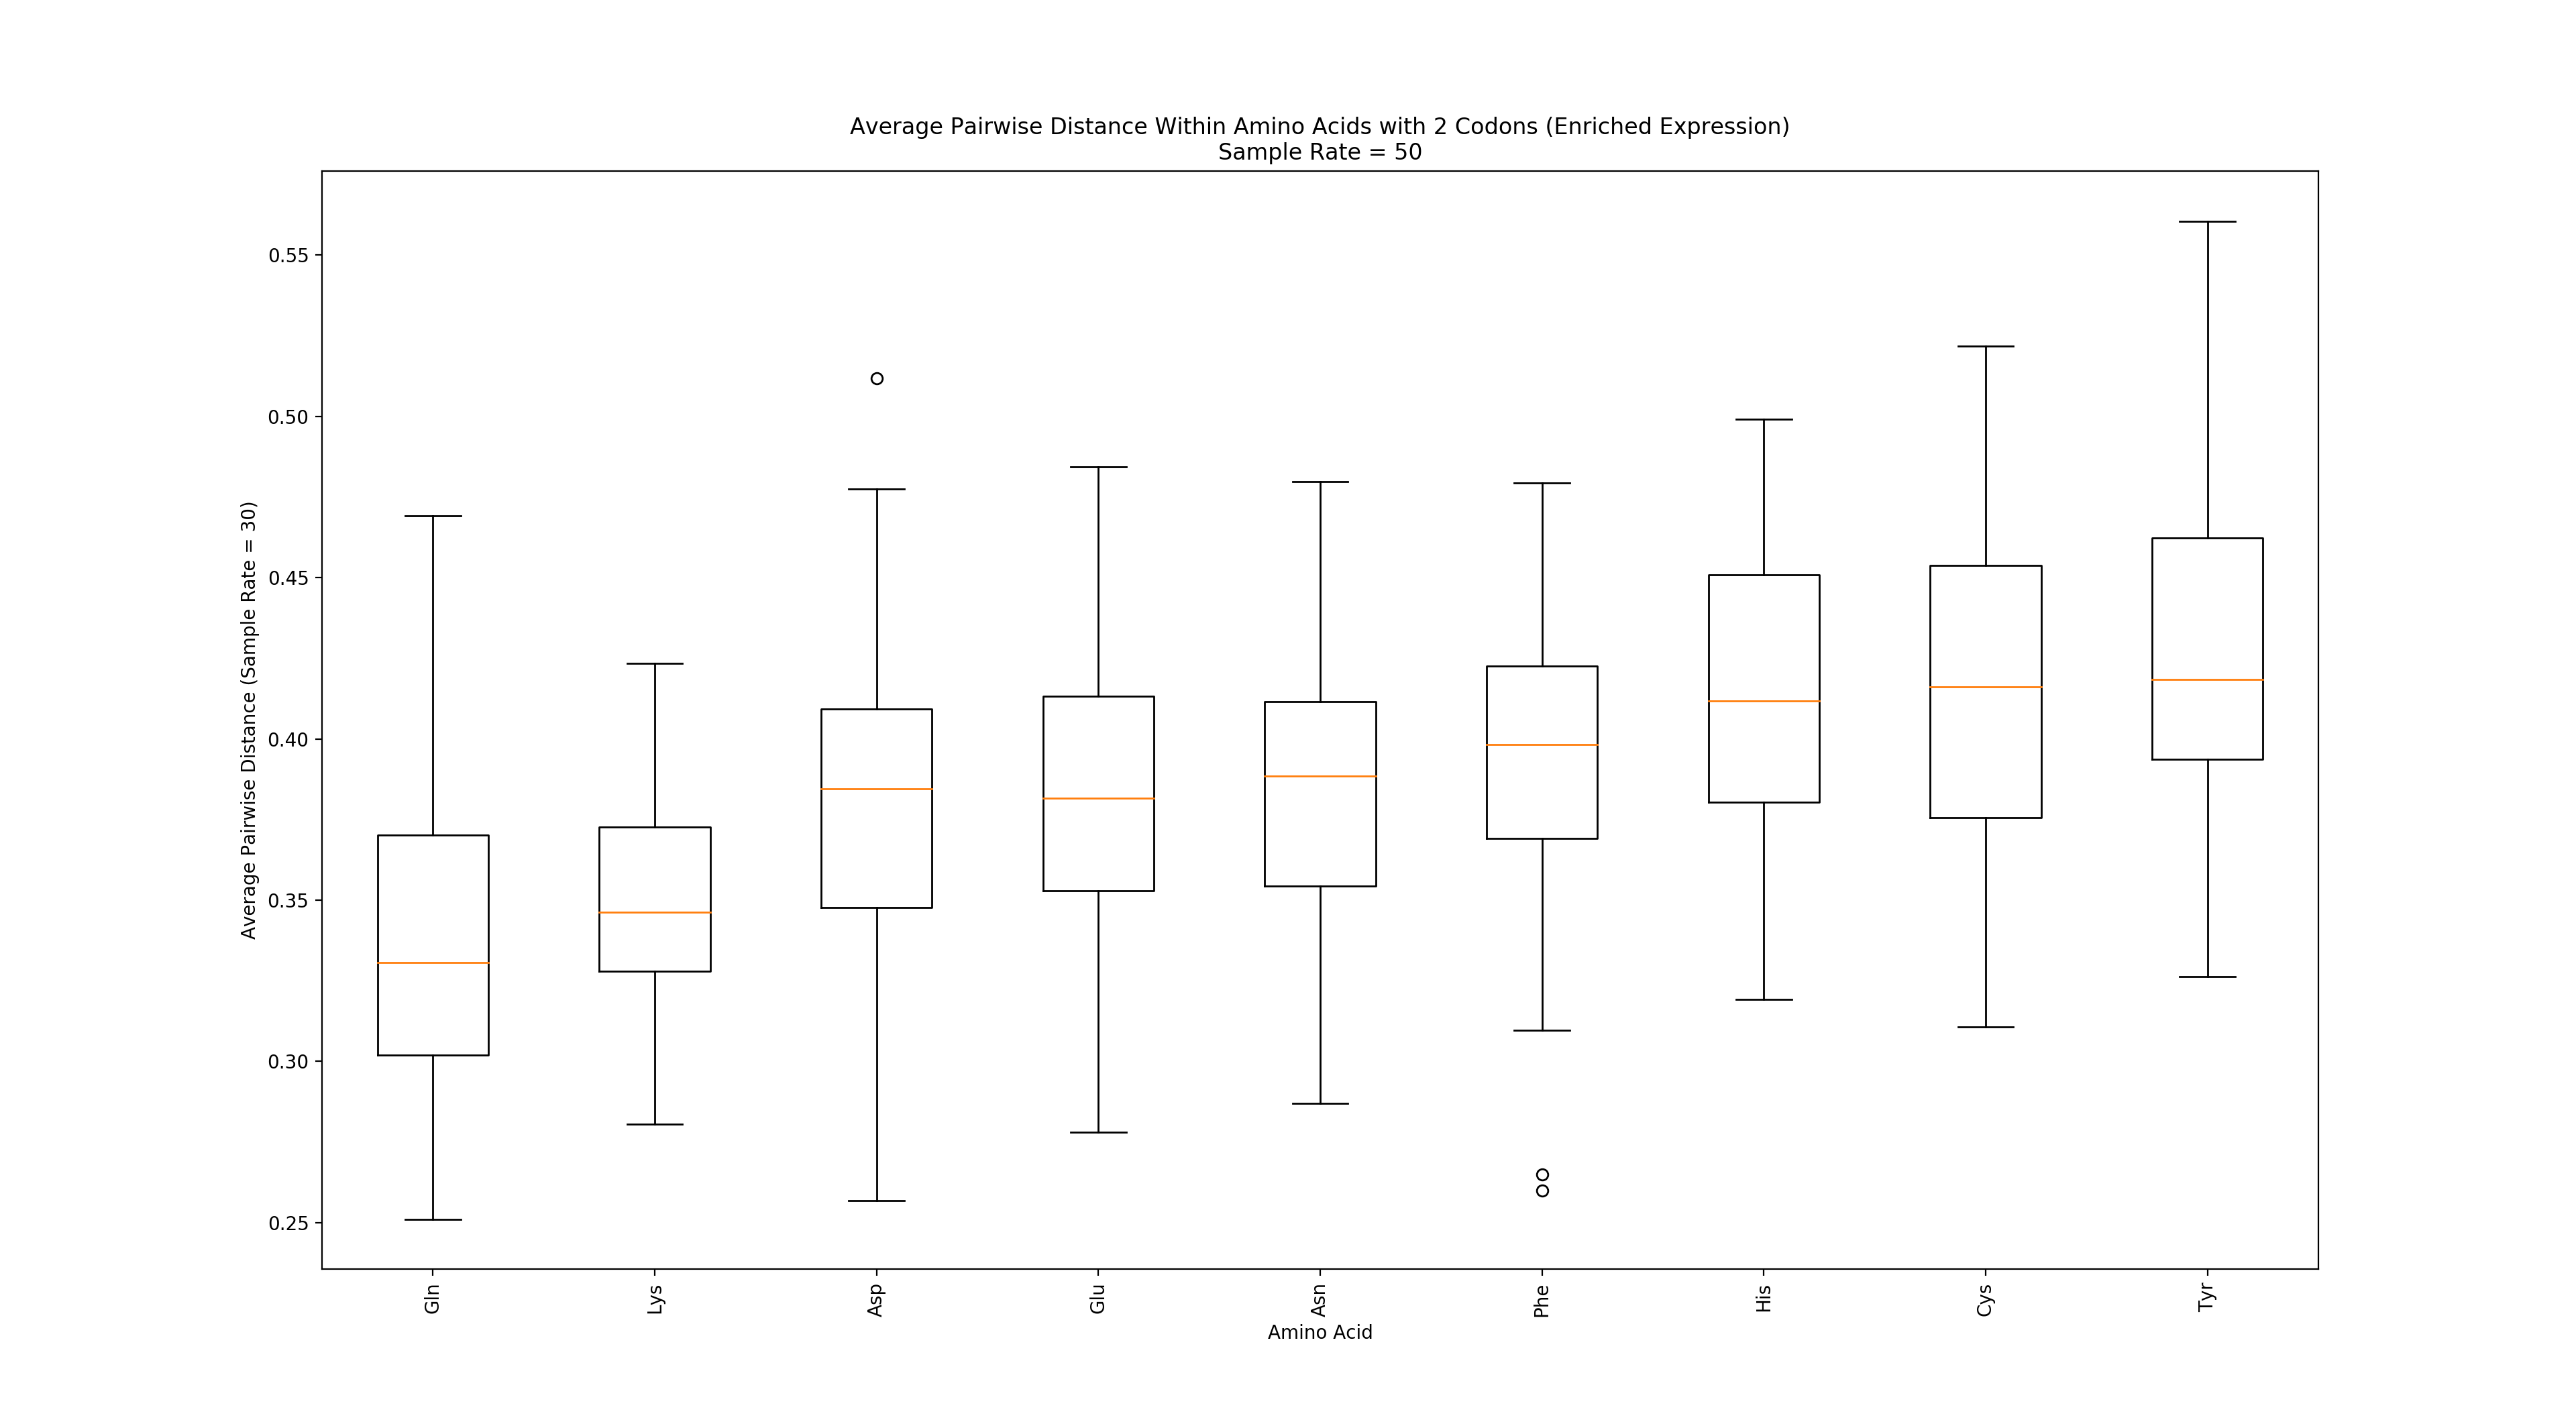 Average Pairwise Distance Within Amino Acids with 2 Codons (Enriched Expression)
Sample Rate = 50
Average Pairwise Distance (Sample Rate = 30)
0.55
0.50
0.45
0.40
0.35
0.30
0.25
Gln
Lys
Asp
Glu
Asn
Phe
His
Cys
Tyr
Amino Acid